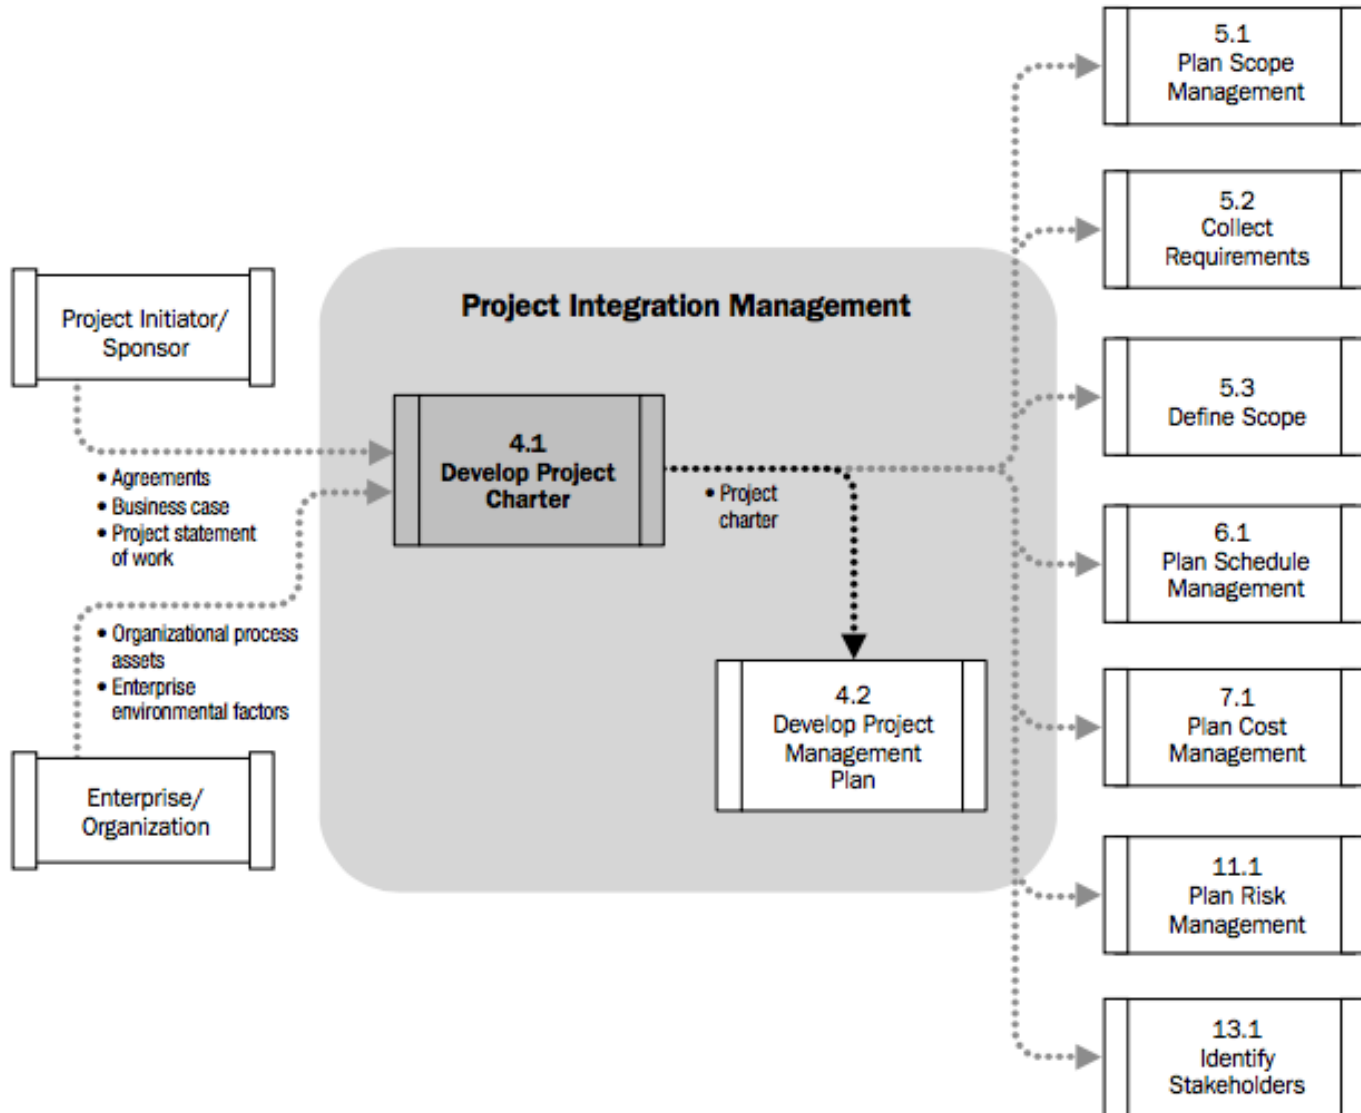 5.1
Plan Scope
Management
5.2
Collect
Requirements
Project Integration Management
Project Initiator/
Sponsor
5.3
Define Scope
4.1
Develop Project
Charter
• Agreements
• Business case
• Project statement
of work
• Project
charter
6.1
Plan Schedule
Management
• Organizational process
assets
• Enterprise
environmental factors
4.2
Develop Project
Management
Plan
7.1
Plan Cost
Management
Enterprise/
Organization
11.1
Plan Risk
Management
13.1
Identify
Stakeholders